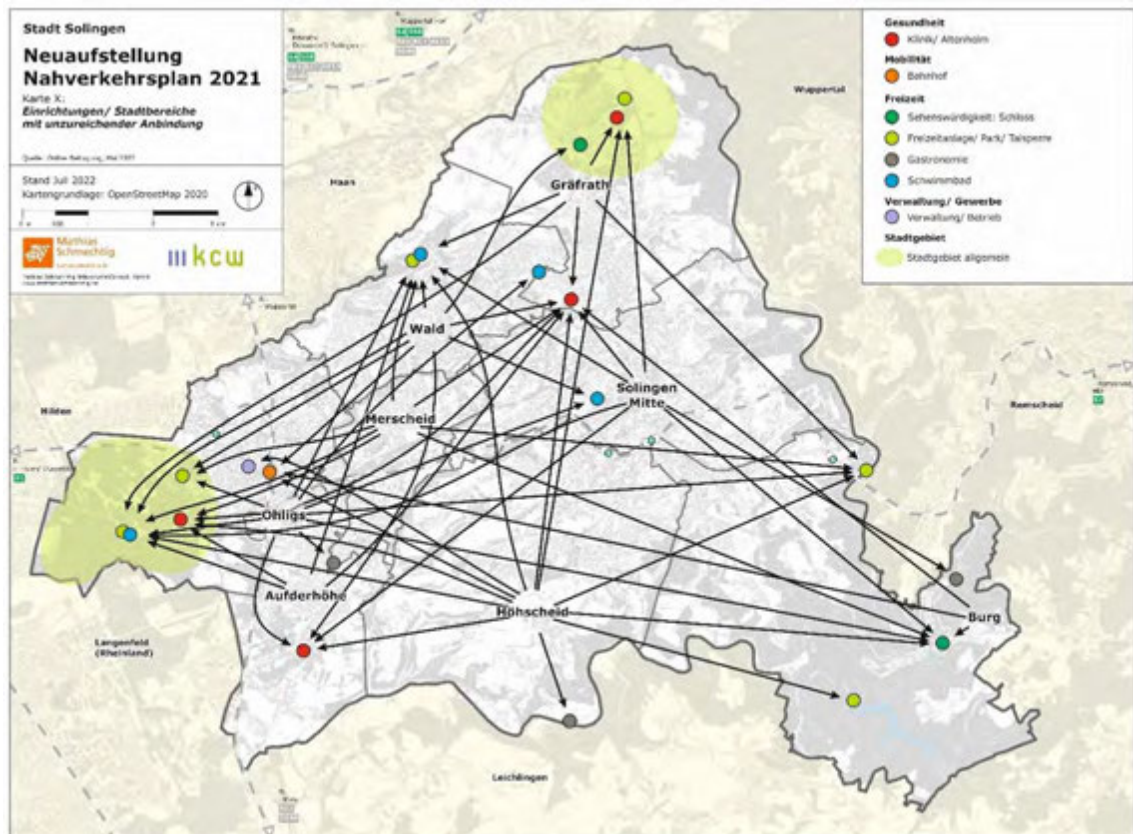 Stadt Solingen
Neuaufstellung
Nahverkehrsplan 2021
Karte X:
Einrichtungen/ Stadtbereiche
mit unzureichender Anbindung
Stand Juli 2022
Kartengrundlage: OpenStreetMap 2020
Mathias
Schmechtig
mkcw
Gesundheit
Klinik/ Altenheim
Mobilität
Bahnhof
Freizeit
Sehenswürdigkeit: Schloss
Freizeitanlage/ Park/ Talsperre
Gastronomie
Schwimmbad
Verwaltung/ Gewerbe
Verwaltung/ Betrieb
Stadtgebiet
Stadtgebiet allgemein
Wuppertal
Haan
Gräfrath
Wald
Solingen
Mitte
Hilden
Merscheid
Remscheid
Ohligs
Aufderhöhe
Höhscheid
Burg
Langenfeld
(Rheinland)
Leichlingen